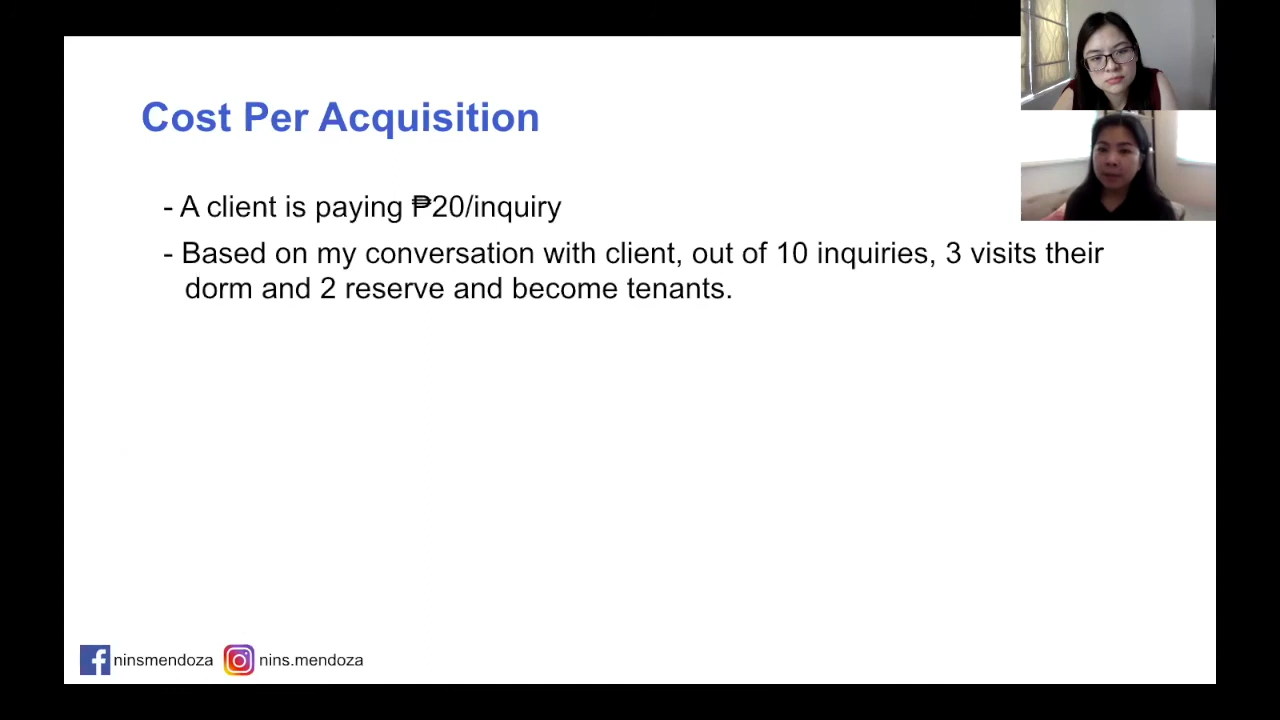 Cost Per Acquisition
- A client is paying ₱20/inquiry
- Based on my conversation with client, out of 10 inquiries, 3 visits their
dorm and 2 reserve and become tenants.
ninsmendoza nins.mendoza